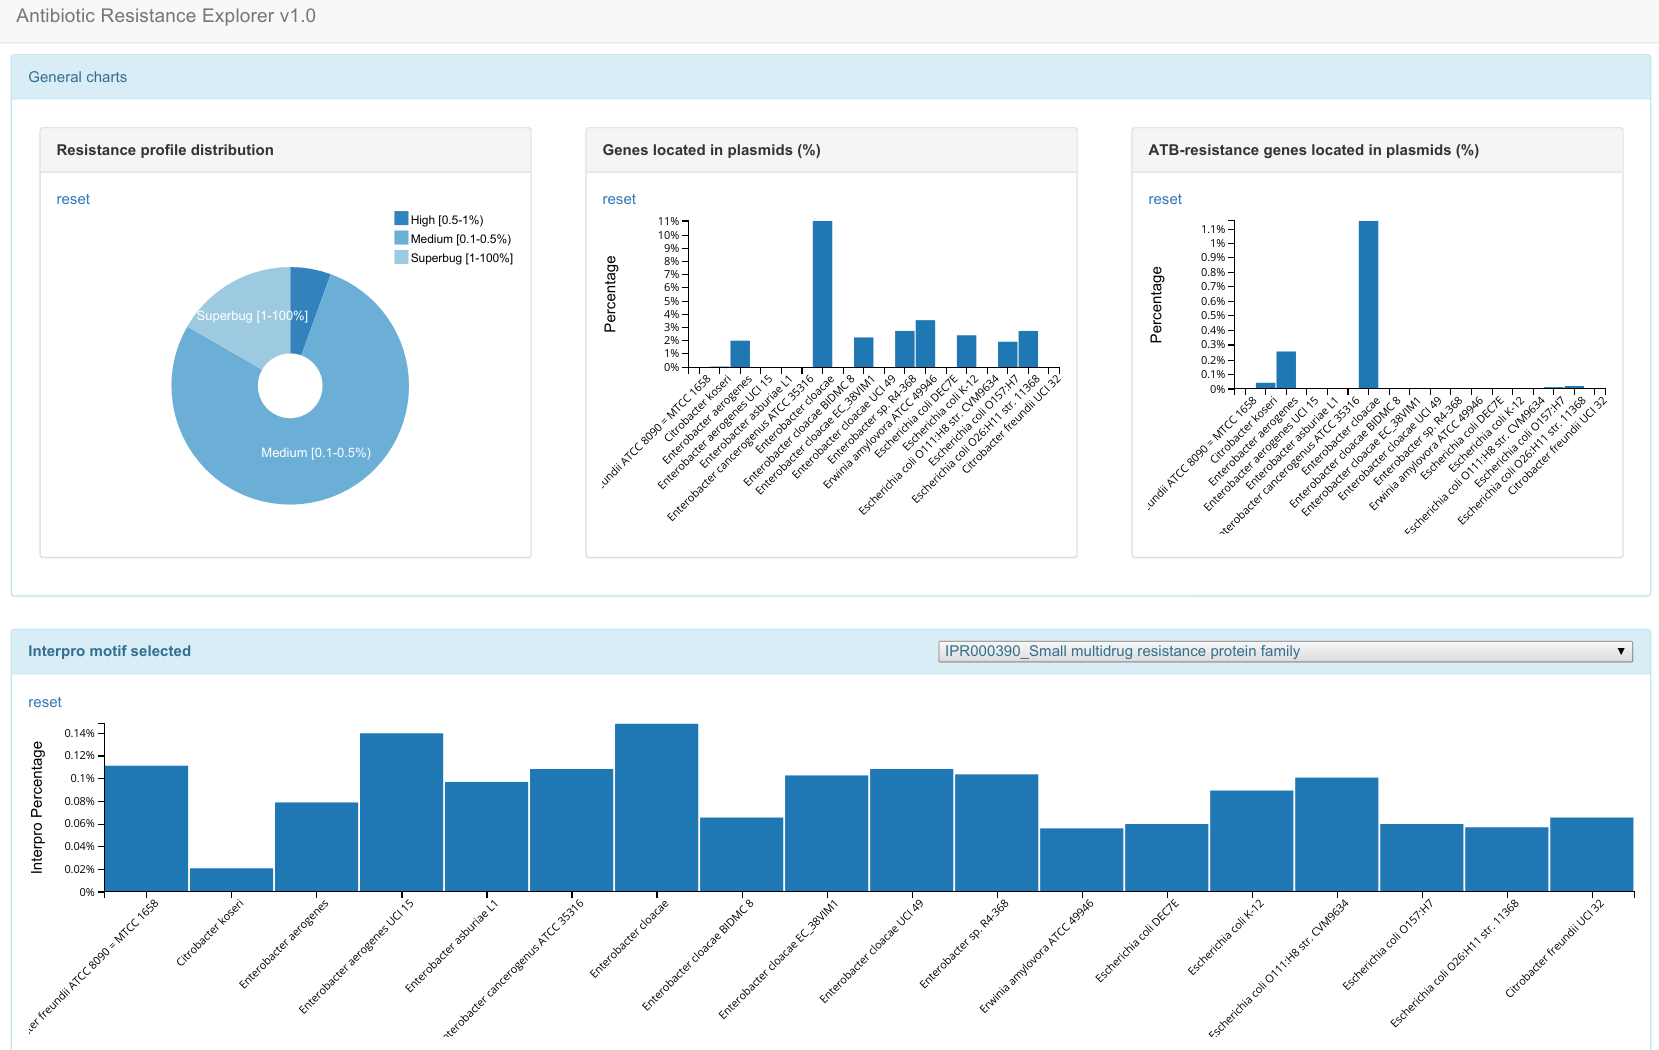 Antibiotic Resistance Explorer v1.0
General charts
Resistance profile distribution
reset
High [0.5-1%)
Medium [0.1-0.5%)
Superbug [1-100%]
Superbug [1-100%]
Medium [0.1-0.5%)
Genes located in plasmids (%)
reset
Percentage
11%
10%
9%
8%
7%
6%
5%
4%
3%
2%
1%
0%
undii ATCC 8090 = MTCC 1658
Citrobacter koseri
Enterobacter aerogenes
Enterobacter aerogenes UCI 15
Enterobacter asburiae L1
Enterobacter cancerogenus ATCC 35316
Enterobacter cloacae
Enterobacter cloacae BIDMC 8
Enterobacter cloacae EC_38VIM1
Enterobacter cloacae UCI 49
Enterobacter sp. R4-368
Erwinia amylovora ATCC 49946
Escherichia coli DEC7E
Escherichia coli K-12
Escherichia coli O111:H8 str. CVM9634
Escherichia coli O157:H7
Escherichia coli O26:H11 str. 11368
Citrobacter freundii UCI 32
ATB-resistance genes located in plasmids (%)
reset
Percentage
1.1%
1%
0.9%
0.8%
0.7%
0.6%
0.5%
0.4%
0.3%
0.2%
0.1%
0%
undii ATCC 8090 = MTCC 1658
Citrobacter koseri
Enterobacter aerogenes
Enterobacter aerogenes UCI 15
Enterobacter asburiae L1
nterobacter cancerogenus ATCC 35316
Enterobacter cloacae
Enterobacter cloacae BIDMC 8
Enterobacter cloacae EC_38VIM1
Enterobacter cloacae UCI 49
Enterobacter sp. R4-368
Erwinia amylovora ATCC 49946
Escherichia coli DEC7E
Escherichia coli K-12
Escherichia coli O111:H8 str. CVM9634
Escherichia coli O157:H7
Escherichia coli O26:H11 str. 11368
Citrobacter freundii UCI 32
Interpro motif selected
IPR000390_Small multidrug resistance protein family
reset
Interpro Percentage
0.14%
0.12%
0.1%
0.08%
0.06%
0.04%
0.02%
0%
er freundii ATCC 8090 = MTCC 1658
Citrobacter koseri
Enterobacter aerogenes
Enterobacter aerogenes UCI 15
Enterobacter asburiae L1
nterobacter cancerogenus ATCC 35316
Enterobacter cloacae
Enterobacter cloacae BIDMC 8
Enterobacter cloacae EC_38VIM1
Enterobacter cloacae UCI 49
Enterobacter sp. R4-368
Erwinia amylovora ATCC 49946
Escherichia coli DEC7E
Escherichia coli K-12
Escherichia coli O111:H8 str. CVM9634
Escherichia coli O157:H7
Escherichia coli O26:H11 str. 11368
Citrobacter freundii UCI 32